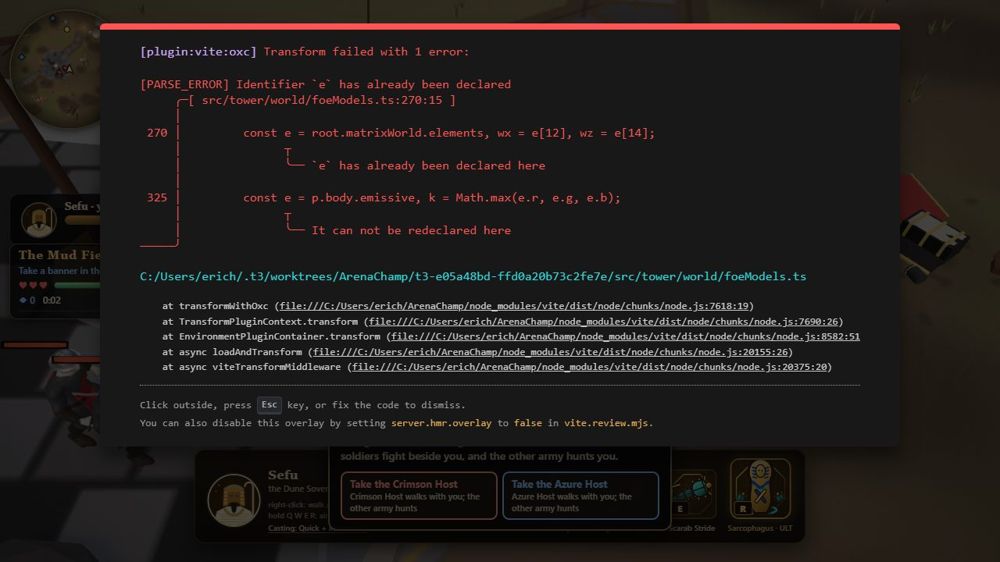 [plugin:vite:oxc] Transform failed with 1 error:
[PARSE_ERROR] Identifier `e` has already been declared
[ src/tower/world/foeModels.ts:270:15 ]
270 │ const e = root.matrixWorld.elements, wx = e[12], wz = e[14];
`e` has already been declared here
325 │ const e = p.body.emissive, k = Math.max(e.r, e.g, e.b);
It can not be redeclared here
C:/Users/erich/.t3/worktrees/ArenaChamp/t3-e05a48bd-ffd0a20b73c2fe7e/src/tower/world/foeModels.ts
at transformWithOxc (file:///C:/Users/erich/ArenaChamp/node_modules/vite/dist/node/chunks/node.js:7618:19)
at TransformPluginContext.transform (file:///C:/Users/erich/ArenaChamp/node_modules/vite/dist/node/chunks/node.js:7690:26)
at EnvironmentPluginContainer.transform (file:///C:/Users/erich/ArenaChamp/node_modules/vite/dist/node/chunks/node.js:8582:51
at async loadAndTransform (file:///C:/Users/erich/ArenaChamp/node_modules/vite/dist/node/chunks/node.js:20155:26)
at async viteTransformMiddleware (file:///C:/Users/erich/ArenaChamp/node_modules/vite/dist/node/chunks/node.js:20375:20)
Click outside, press Esc key, or fix the code to dismiss.
You can also disable this overlay by setting server.hmr.overlay to false in vite.review.mjs.
Sefu - y
The Mud Fie
Take a banner in th
0 0:02
soldiers fight beside you, and the other army hunts you.
Take the Crimson Host
Crimson Host walks with you; the
other army hunts
Take the Azure Host
Azure Host walks with you; the
other army hunts
Sefu
the Dune Sover
right-click: walk
hold Q W E R; ai
Casting: Quick
E
carab Stride
R
Sarcophagus · ULT